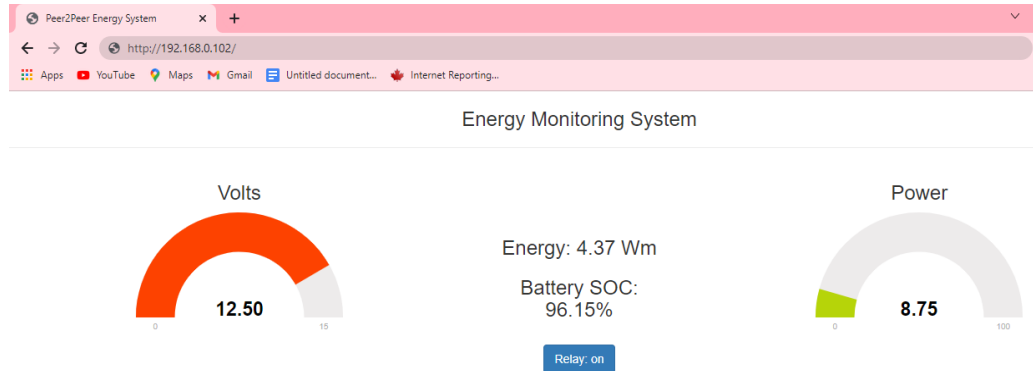 Peer2Peer Energy System
http://192.168.0.102/
Apps YouTube Maps Gmail Untitled document... Internet Reporting...
Energy Monitoring System
Volts
12.50
0 15
Energy: 4.37 Wm
Battery SOC:
96.15%
Relay: on
Power
8.75
0 100